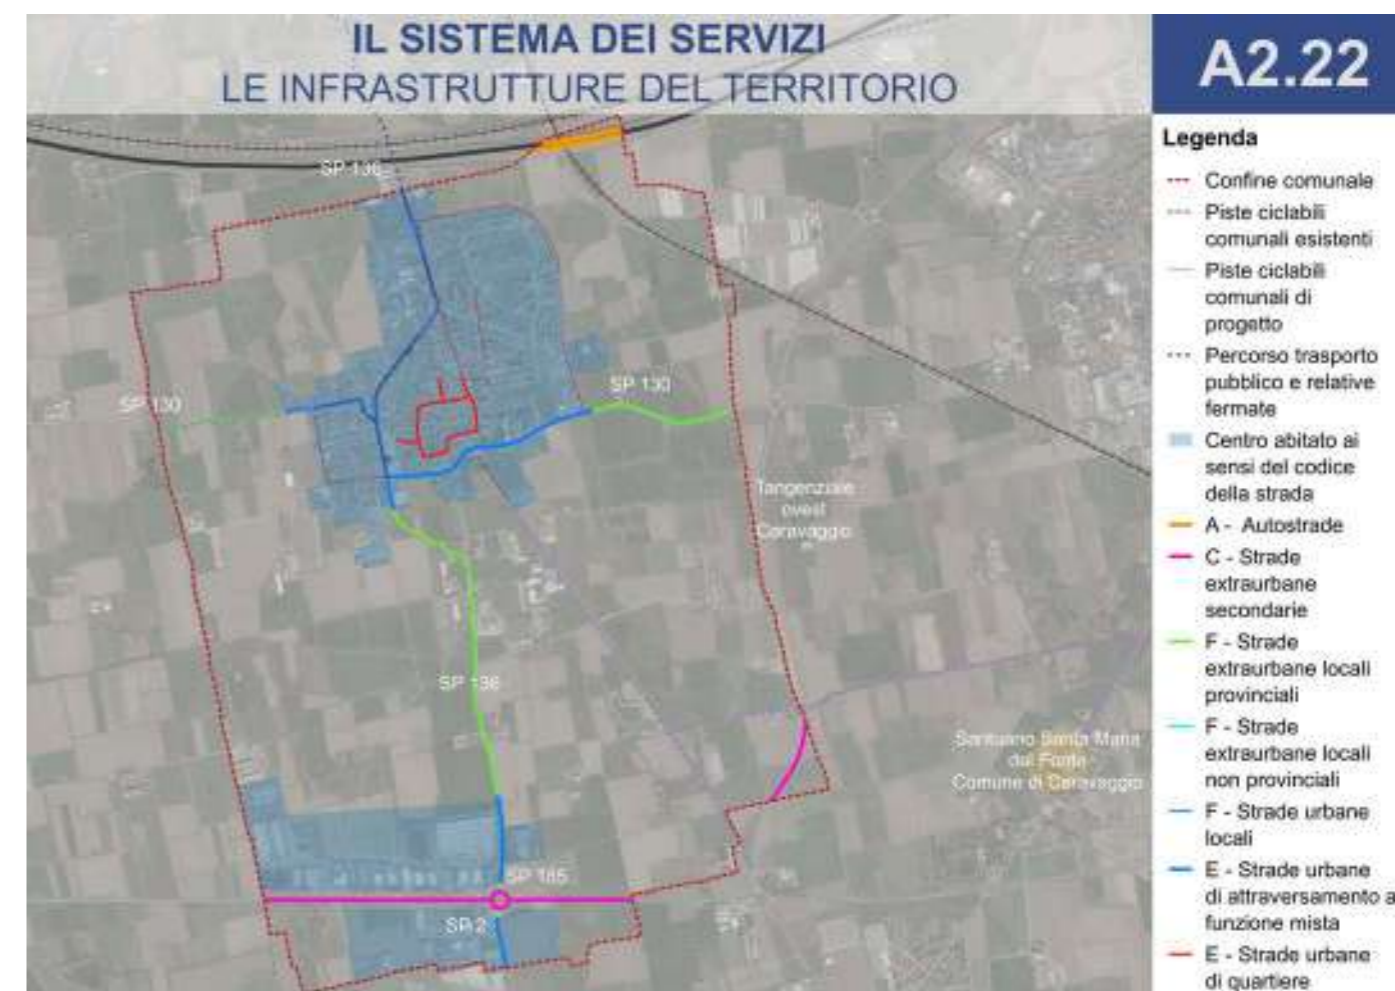 IL SISTEMA DEI SERVIZI
LE INFRASTRUTTURE DEL TERRITORIO
A2.22
SP 136
SP 130
SP 130
Tangenziale
ovest
Caravaggio
SP 136
Santuario Santa Maria
del Fonte
Comune di Caravaggio
SP 185
SP 2
Legenda
Confine comunale
Piste ciclabili
comunali esistenti
Piste ciclabili
comunali di
progetto
Percorso trasporto
pubblico e relative
fermate
Centro abitato ai
sensi del codice
della strada
A - Autostrade
C - Strade
extraurbane
secondarie
F - Strade
extraurbane locali
provinciali
F - Strade
extraurbane locali
non provinciali
F - Strade urbane
locali
E - Strade urbane
di attraversamento a
funzione mista
E - Strade urbane
di quartiere